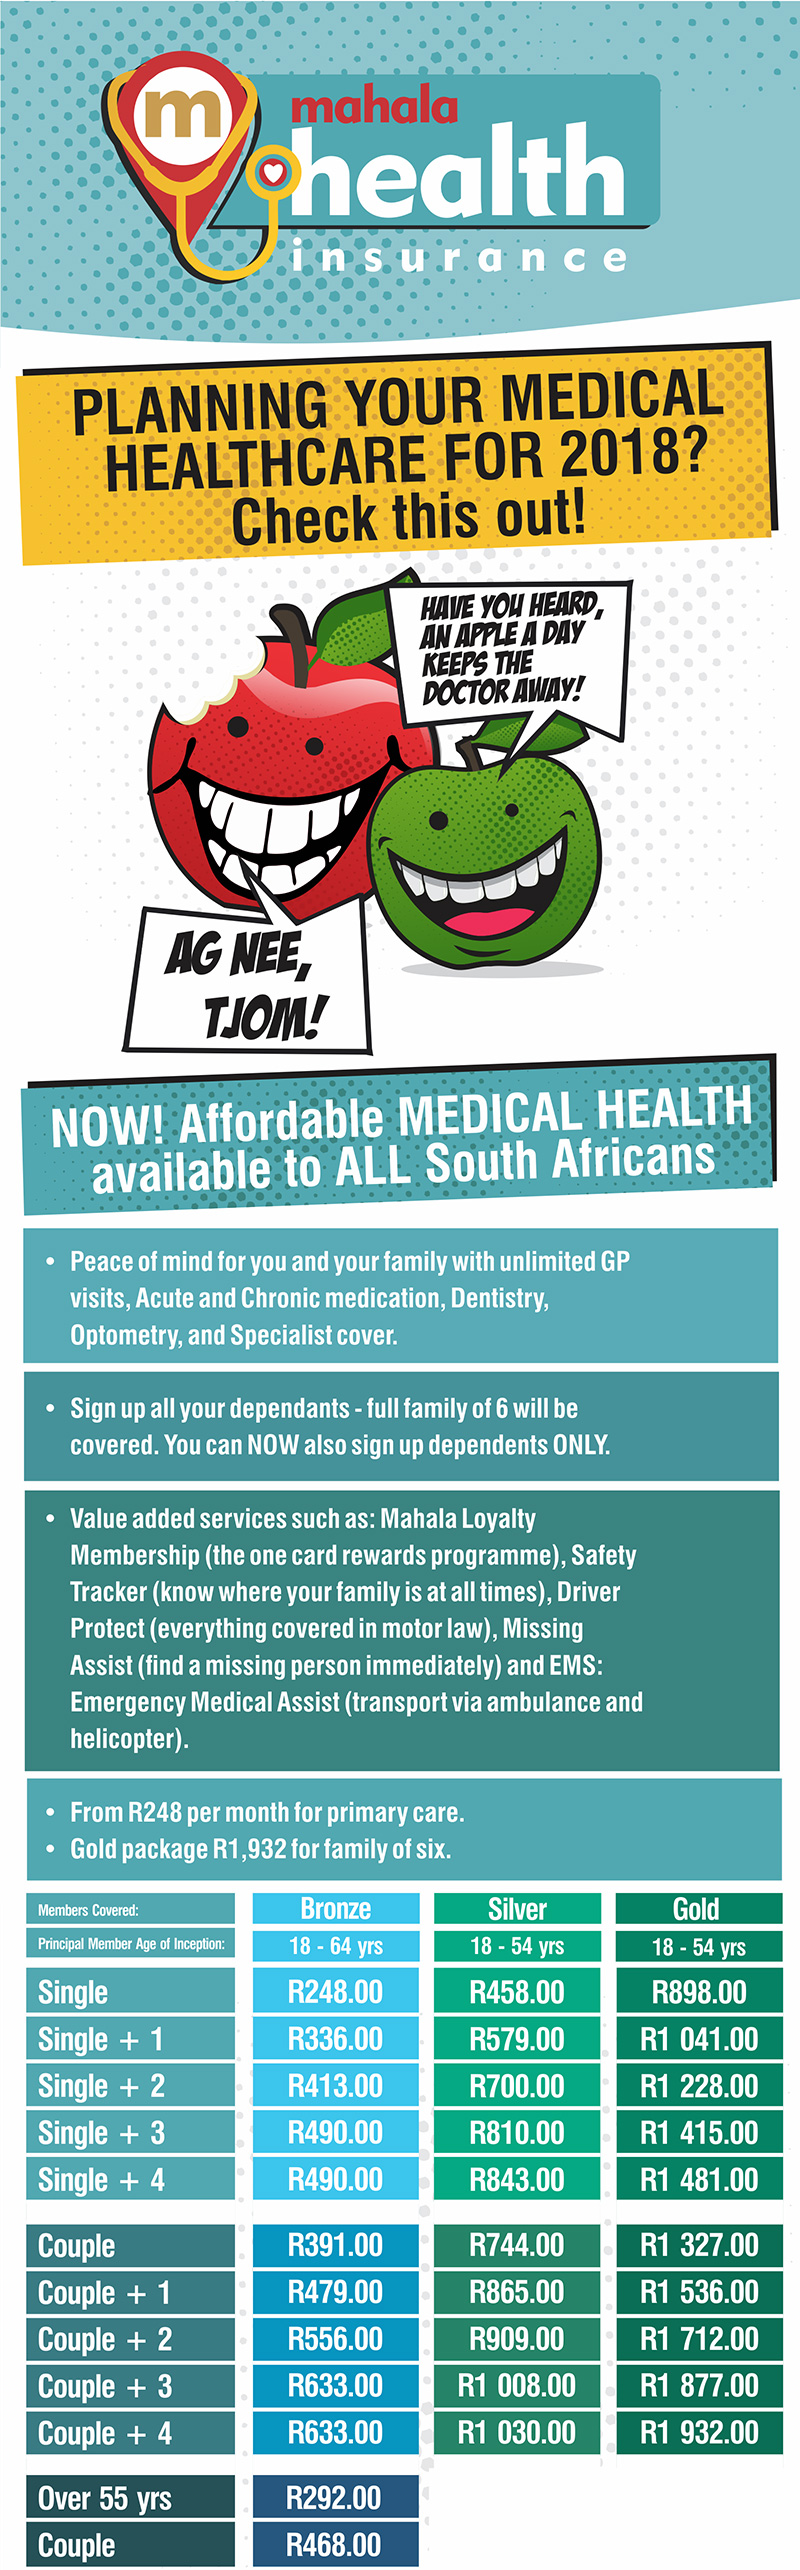 m
mahala
health
insurance
PLANNING YOUR MEDICAL
HEALTHCARE FOR 2018?
Check this out!
HAVE YOU HEARD,
AN APPLE A DAY
KEEPS THE
DOCTOR AWAY!
AG NEE,
TJOM!
NOW! Affordable MEDICAL HEALTH
available to ALL South Africans
• Peace of mind for you and your family with unlimited GP
visits, Acute and Chronic medication, Dentistry,
Optometry, and Specialist cover.
• Sign up all your dependants - full family of 6 will be
covered. You can NOW also sign up dependents ONLY.
• Value added services such as: Mahala Loyalty
Membership (the one card rewards programme), Safety
Tracker (know where your family is at all times), Driver
Protect (everything covered in motor law), Missing
Assist (find a missing person immediately) and EMS:
Emergency Medical Assist (transport via ambulance and
helicopter).
• From R248 per month for primary care.
• Gold package R1,932 for family of six.
Members Covered: Bronze Silver Gold
Principal Member Age of Inception: 18 - 64 yrs 18 - 54 yrs 18 - 54 yrs
Single R248.00 R458.00 R898.00
Single + 1 R336.00 R579.00 R1 041.00
Single + 2 R413.00 R700.00 R1 228.00
Single + 3 R490.00 R810.00 R1 415.00
Single + 4 R490.00 R843.00 R1 481.00
Couple R391.00 R744.00 R1 327.00
Couple + 1 R479.00 R865.00 R1 536.00
Couple + 2 R556.00 R909.00 R1 712.00
Couple + 3 R633.00 R1 008.00 R1 877.00
Couple + 4 R633.00 R1 030.00 R1 932.00
Over 55 yrs R292.00
Couple R468.00